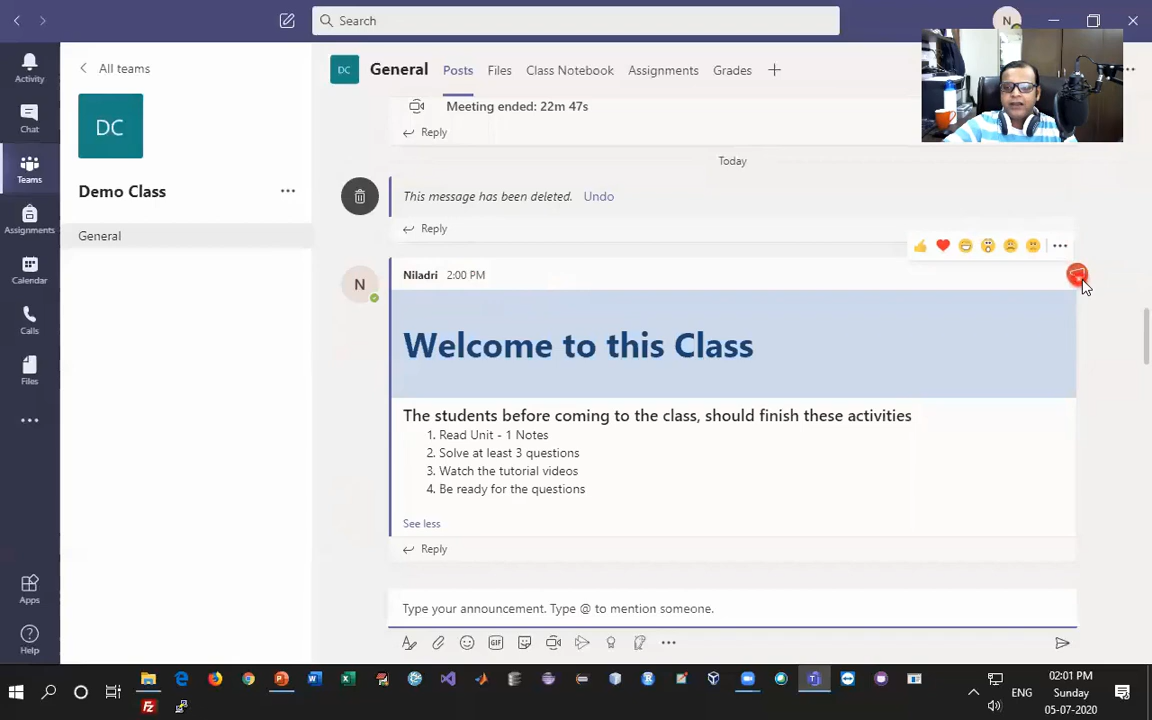 Search
N
Activity
Chat
Teams
Assignments
Calendar
Calls
Files
Apps
Help
All teams
DC
Demo Class
General
DC General Posts Files Class Notebook Assignments Grades
Meeting ended: 22m 47s
Reply
Today
This message has been deleted. Undo
Reply
N
Niladri 2:00 PM
Welcome to this Class
The students before coming to the class, should finish these activities
1. Read Unit - 1 Notes
2. Solve at least 3 questions
3. Watch the tutorial videos
4. Be ready for the questions
See less
Reply
Type your announcement. Type @ to mention someone.
GIF
ENG
02:01 PM
Sunday
05-07-2020